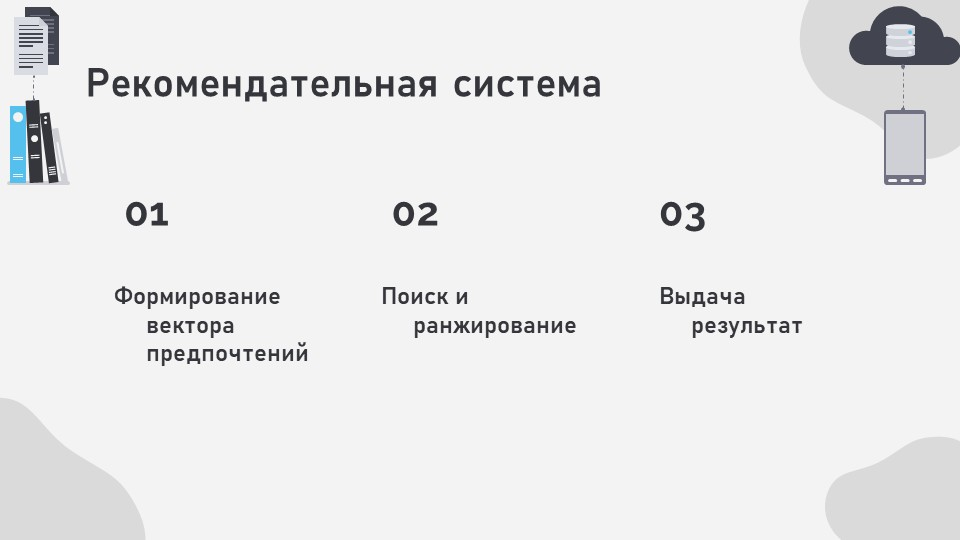 Рекомендательная система
01
02
03
Формирование
вектора
предпочтений
Поиск и
ранжирование
Выдача
результат